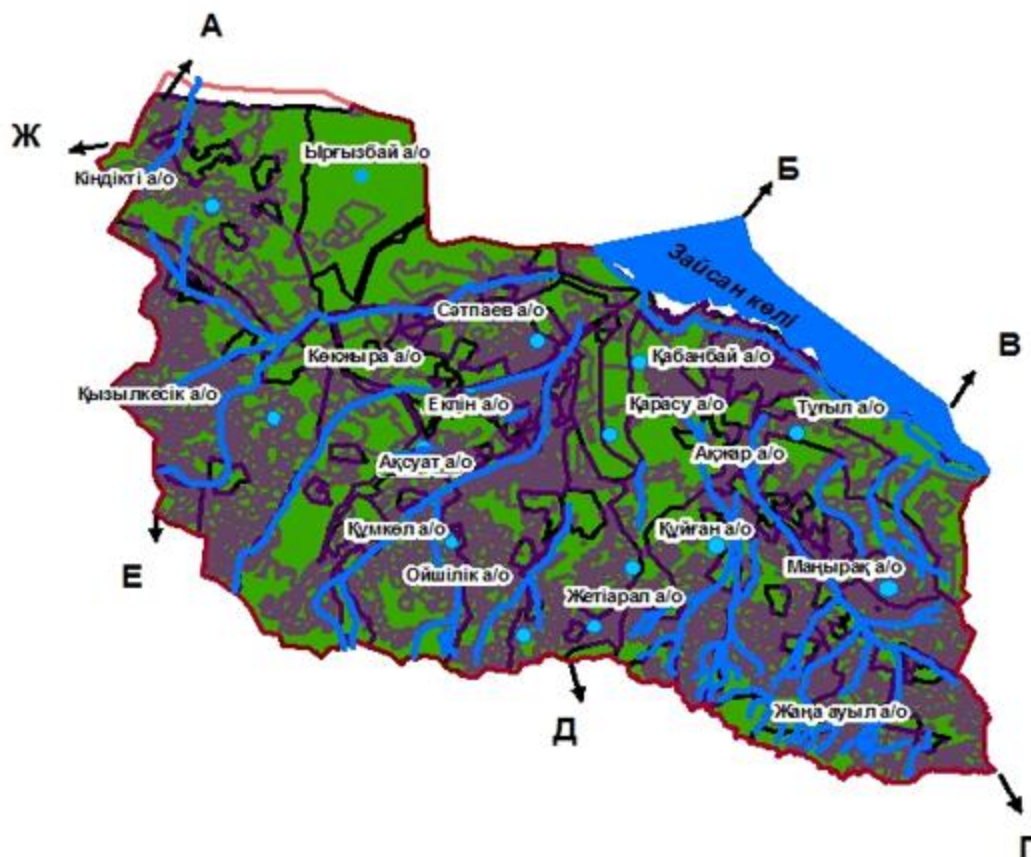 А
Ж
Ырғызбай а/о
Кіңдікті а/о
Б
Зайсан көлі
Сәтпаев а/о
Көкжыра а/о
Қабанбай а/о
В
Қызылкесік а/о
Екпін а/о
Қарасу а/о
Тұғыл а/о
Ақсуат а/о
Ақжар а/о
Құмкөл а/о
Құйған а/о
Е
Ойшілік а/о
Маңырақ а/о
Жетіарал а/о
Д
Жаңа ауыл а/о
Г